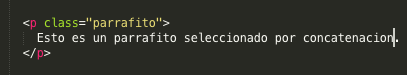 <p class="parrafito">
Esto es un parrafito seleccionado por concatenacion.
</p>